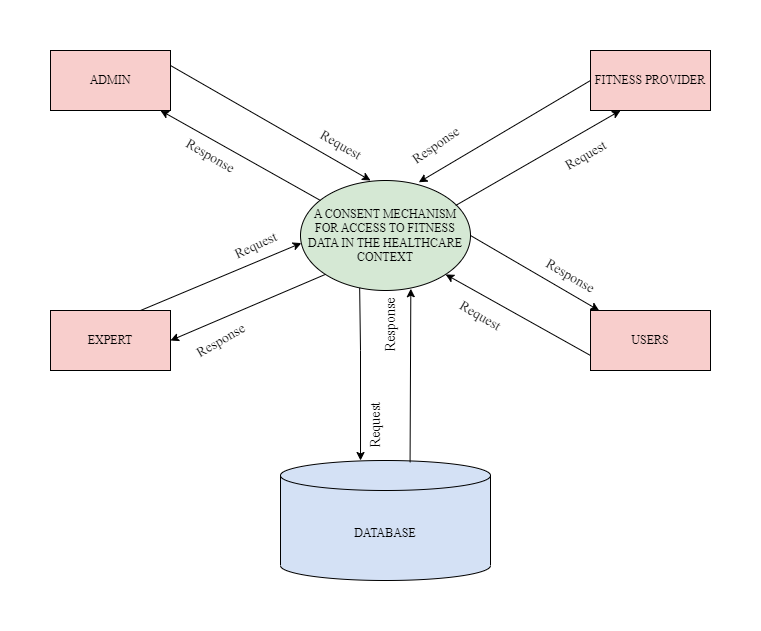 ADMIN
FITNESS PROVIDER
Request
Response
Response
Request
A CONSENT MECHANISM
FOR ACCESS TO FITNESS
DATA IN THE HEALTHCARE
CONTEXT
Request
Response
Response
Request
EXPERT
USERS
Response
Request
DATABASE